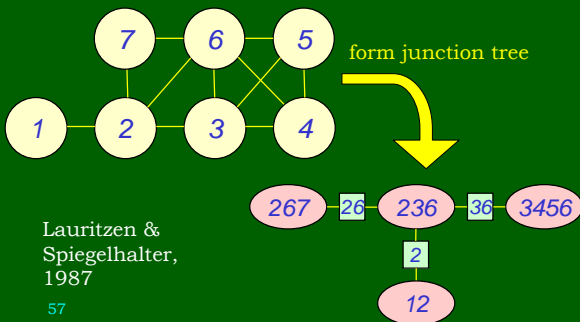 7 6 5
form junction tree
1 2 3 4
267 26 236 36 3456
2
12
Lauritzen &
Spiegelhalter,
1987
57